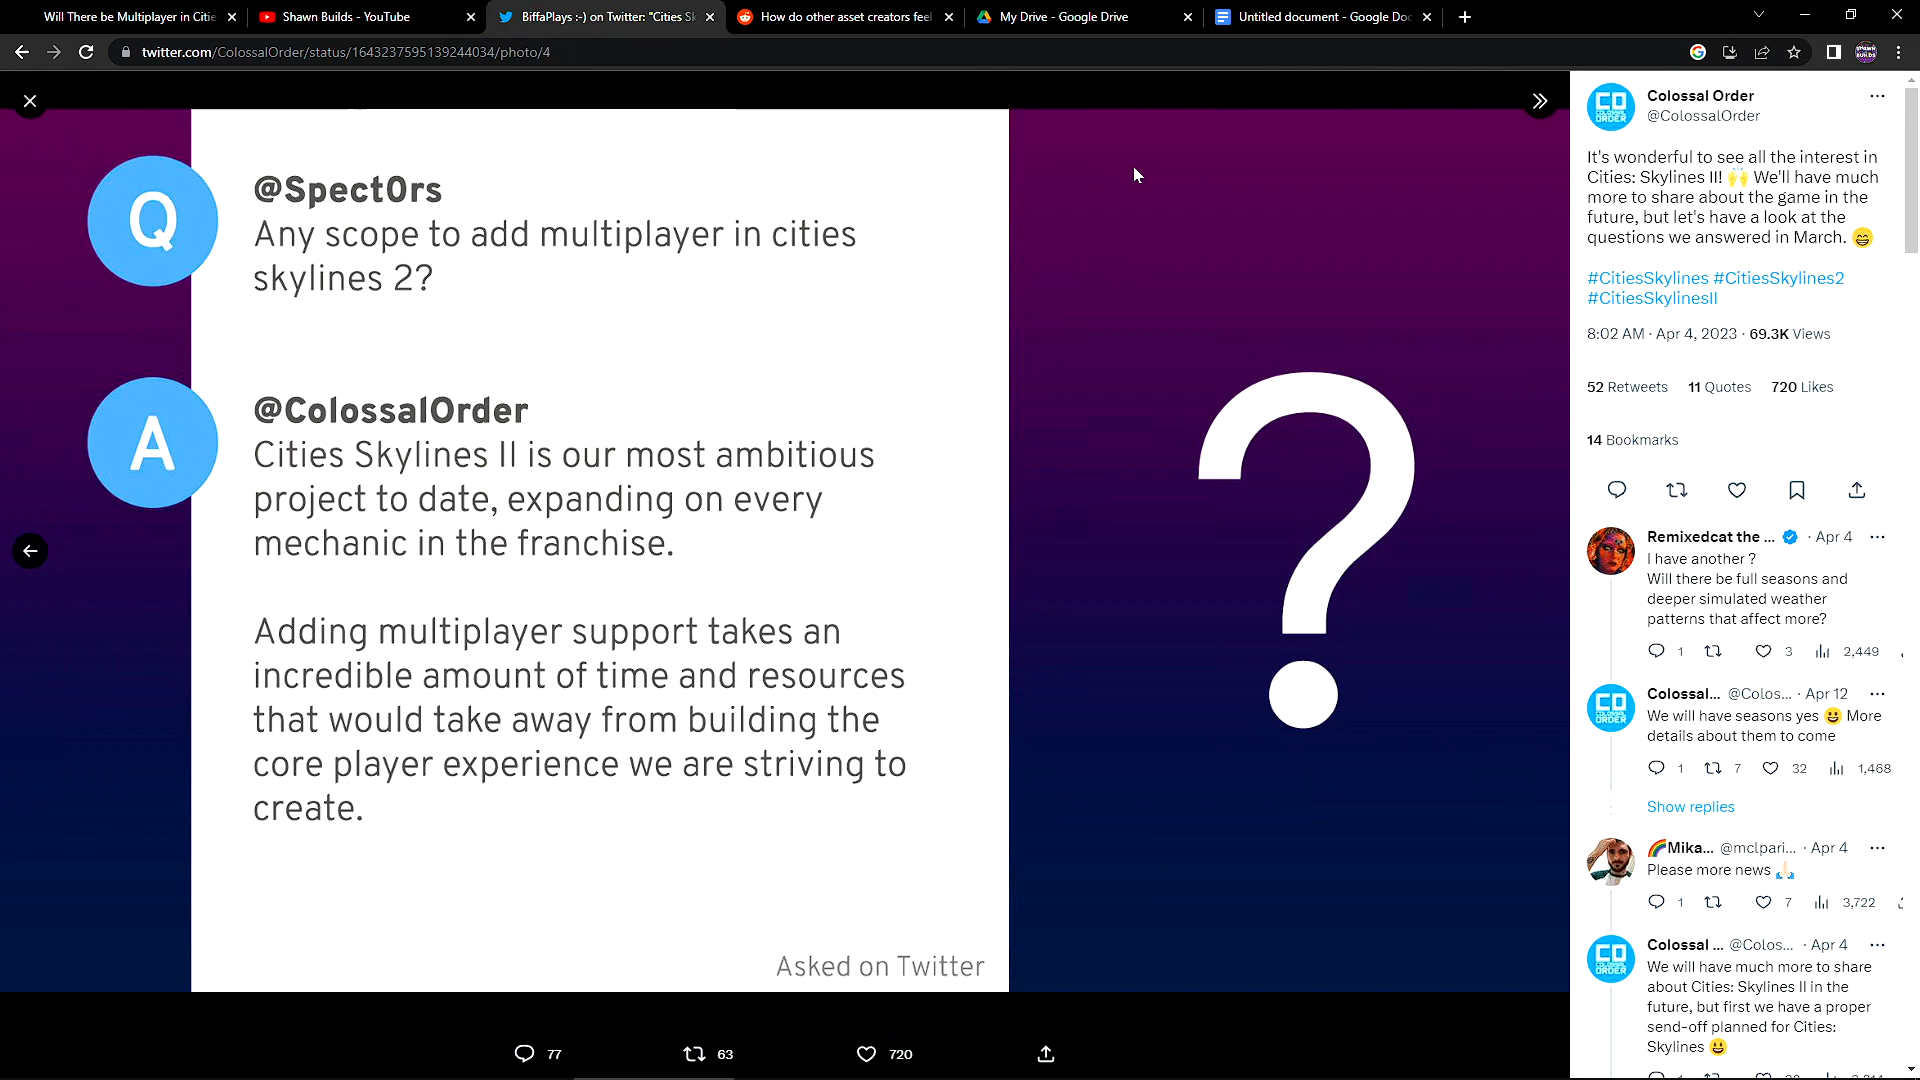 Will There be Multiplayer in Citie
Shawn Builds - YouTube
BiffaPlays :-) on Twitter: "Cities Sk
How do other asset creators feel
My Drive - Google Drive
Untitled document - Google Doc
twitter.com/ColossalOrder/status/1643237595139244034/photo/4
Q
@Spect0rs
Any scope to add multiplayer in cities
skylines 2?
A
@ColossalOrder
Cities Skylines II is our most ambitious
project to date, expanding on every
mechanic in the franchise.
Adding multiplayer support takes an
incredible amount of time and resources
that would take away from building the
core player experience we are striving to
create.
?
Asked on Twitter
77
63
720
CO
COLOSSAL
ORDER
Colossal Order
@ColossalOrder
It's wonderful to see all the interest in
Cities: Skylines II! 🙌 We'll have much
more to share about the game in the
future, but let's have a look at the
questions we answered in March. 😁
#CitiesSkylines #CitiesSkylines2
#CitiesSkylinesII
8:02 AM · Apr 4, 2023 · 69.3K Views
52 Retweets 11 Quotes 720 Likes
14 Bookmarks
Remixedcat the ... · Apr 4
I have another ?
Will there be full seasons and
deeper simulated weather
patterns that affect more?
1 3 2,449
CO
COLOSSAL
ORDER
Colossal... @Colos... · Apr 12
We will have seasons yes 😃 More
details about them to come
1 7 32 1,468
Show replies
🌈Mika... @mclpari... · Apr 4
Please more news 🙏🏻
1 7 3,722
CO
COLOSSAL
ORDER
Colossal ... @Colos... · Apr 4
We will have much more to share
about Cities: Skylines II in the
future, but first we have a proper
send-off planned for Cities:
Skylines 😃